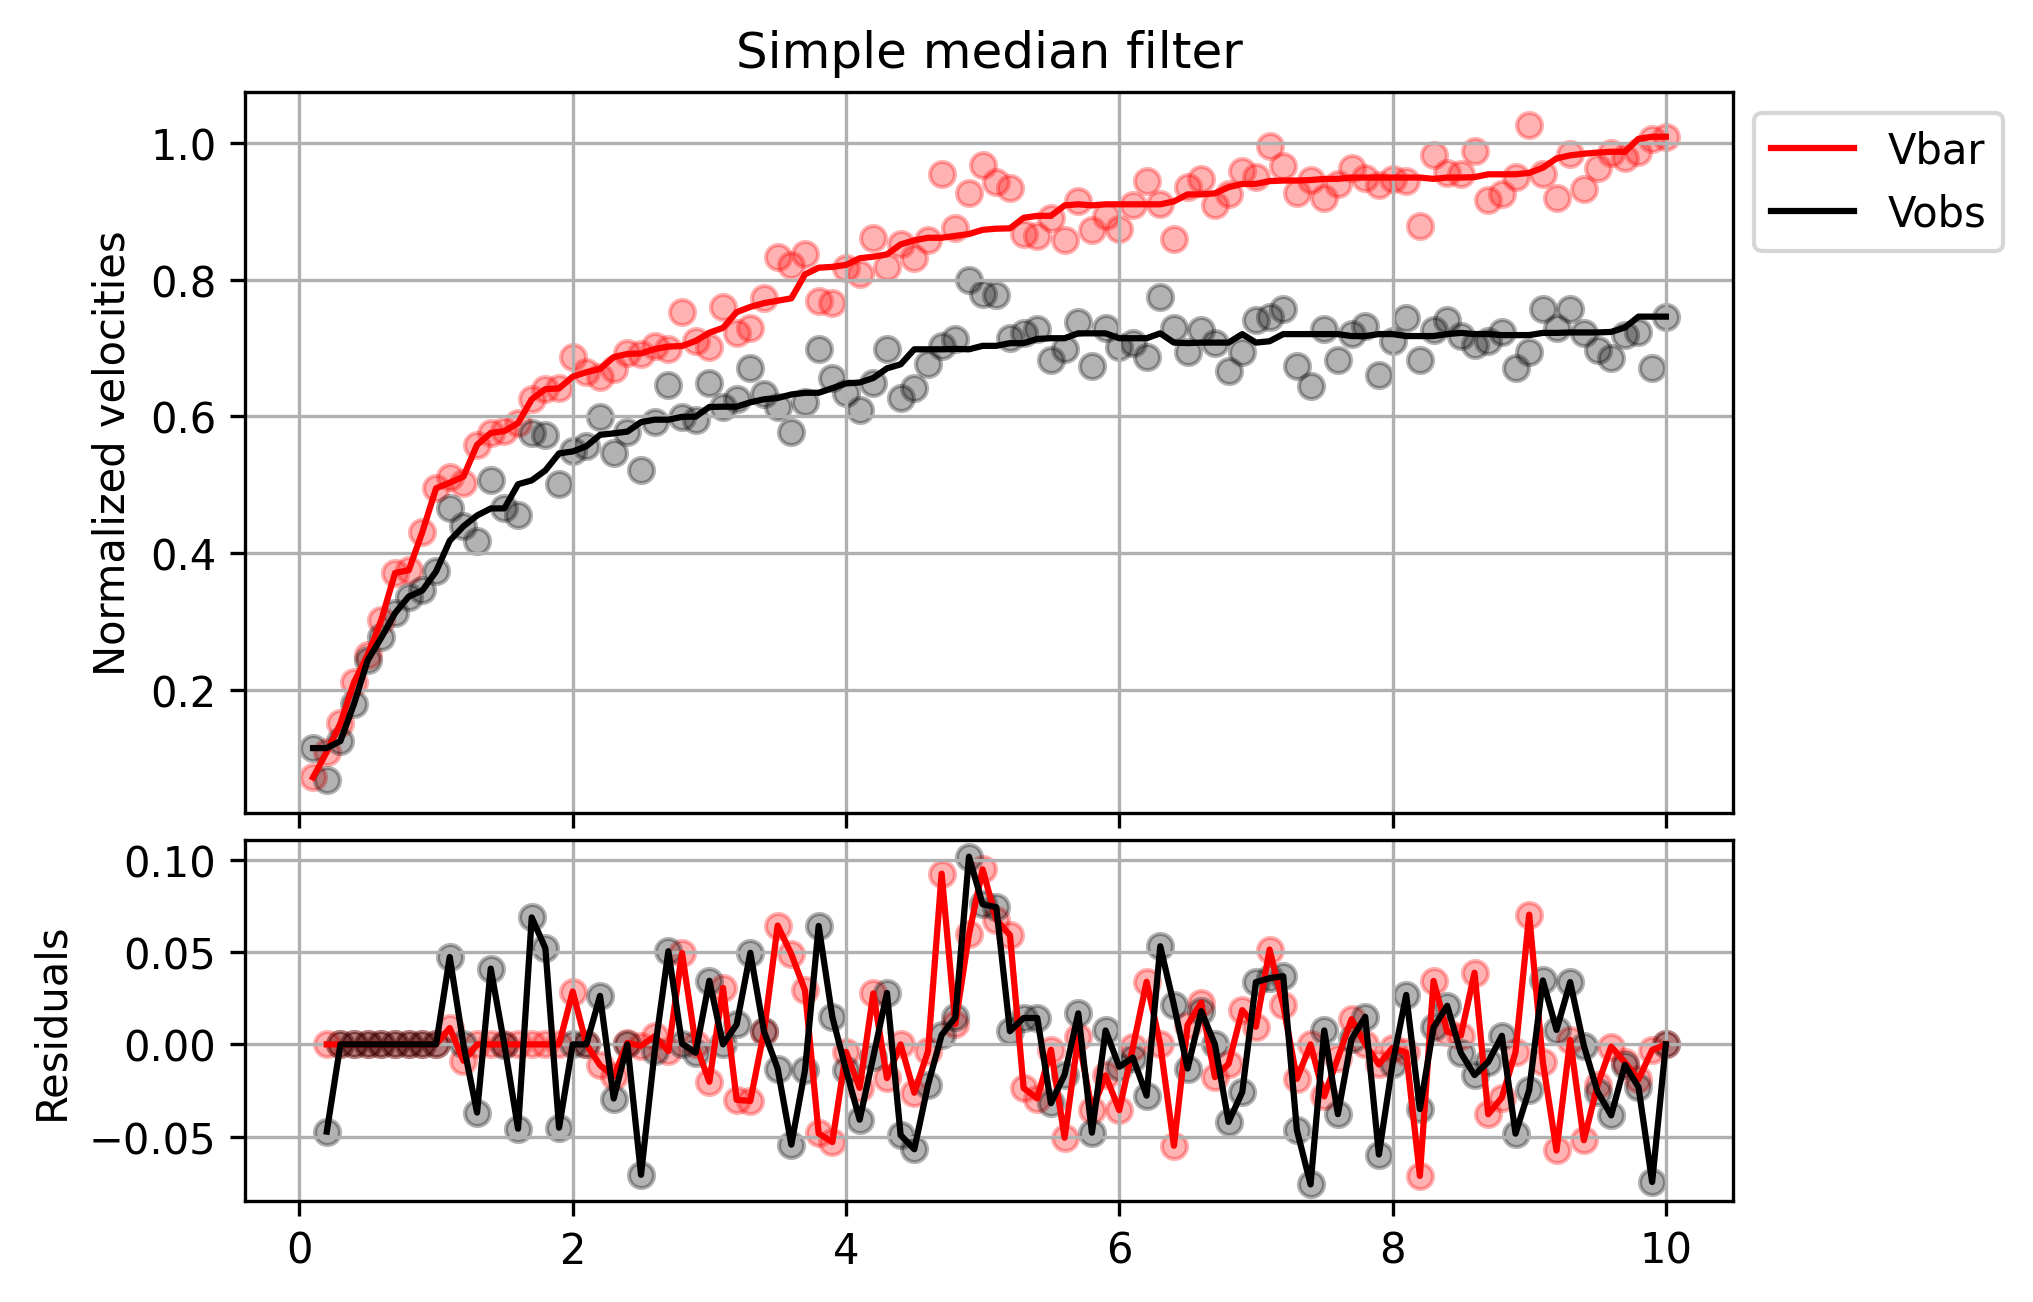 Simple median filter
1.0
0.8
0.6
0.4
0.2
Normalized velocities
Vbar
Vobs
0.10
0.05
0.00
−0.05
Residuals
0 2 4 6 8 10